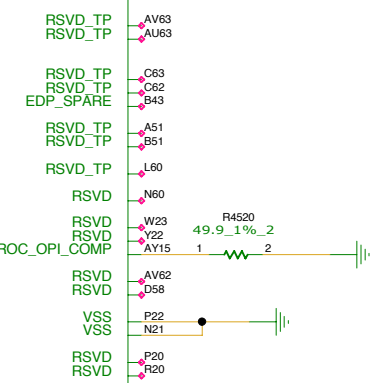 RSVD_TP AV63
RSVD_TP AU63
RSVD_TP C63
RSVD_TP C62
EDP_SPARE B43
RSVD_TP A51
RSVD_TP B51
RSVD_TP L60
RSVD N60
RSVD W23
RSVD Y22
ROC_OPI_COMP AY15 1 R4520 2
49.9_1%_2
RSVD AV62
RSVD D58
VSS P22
VSS N21
RSVD P20
RSVD R20